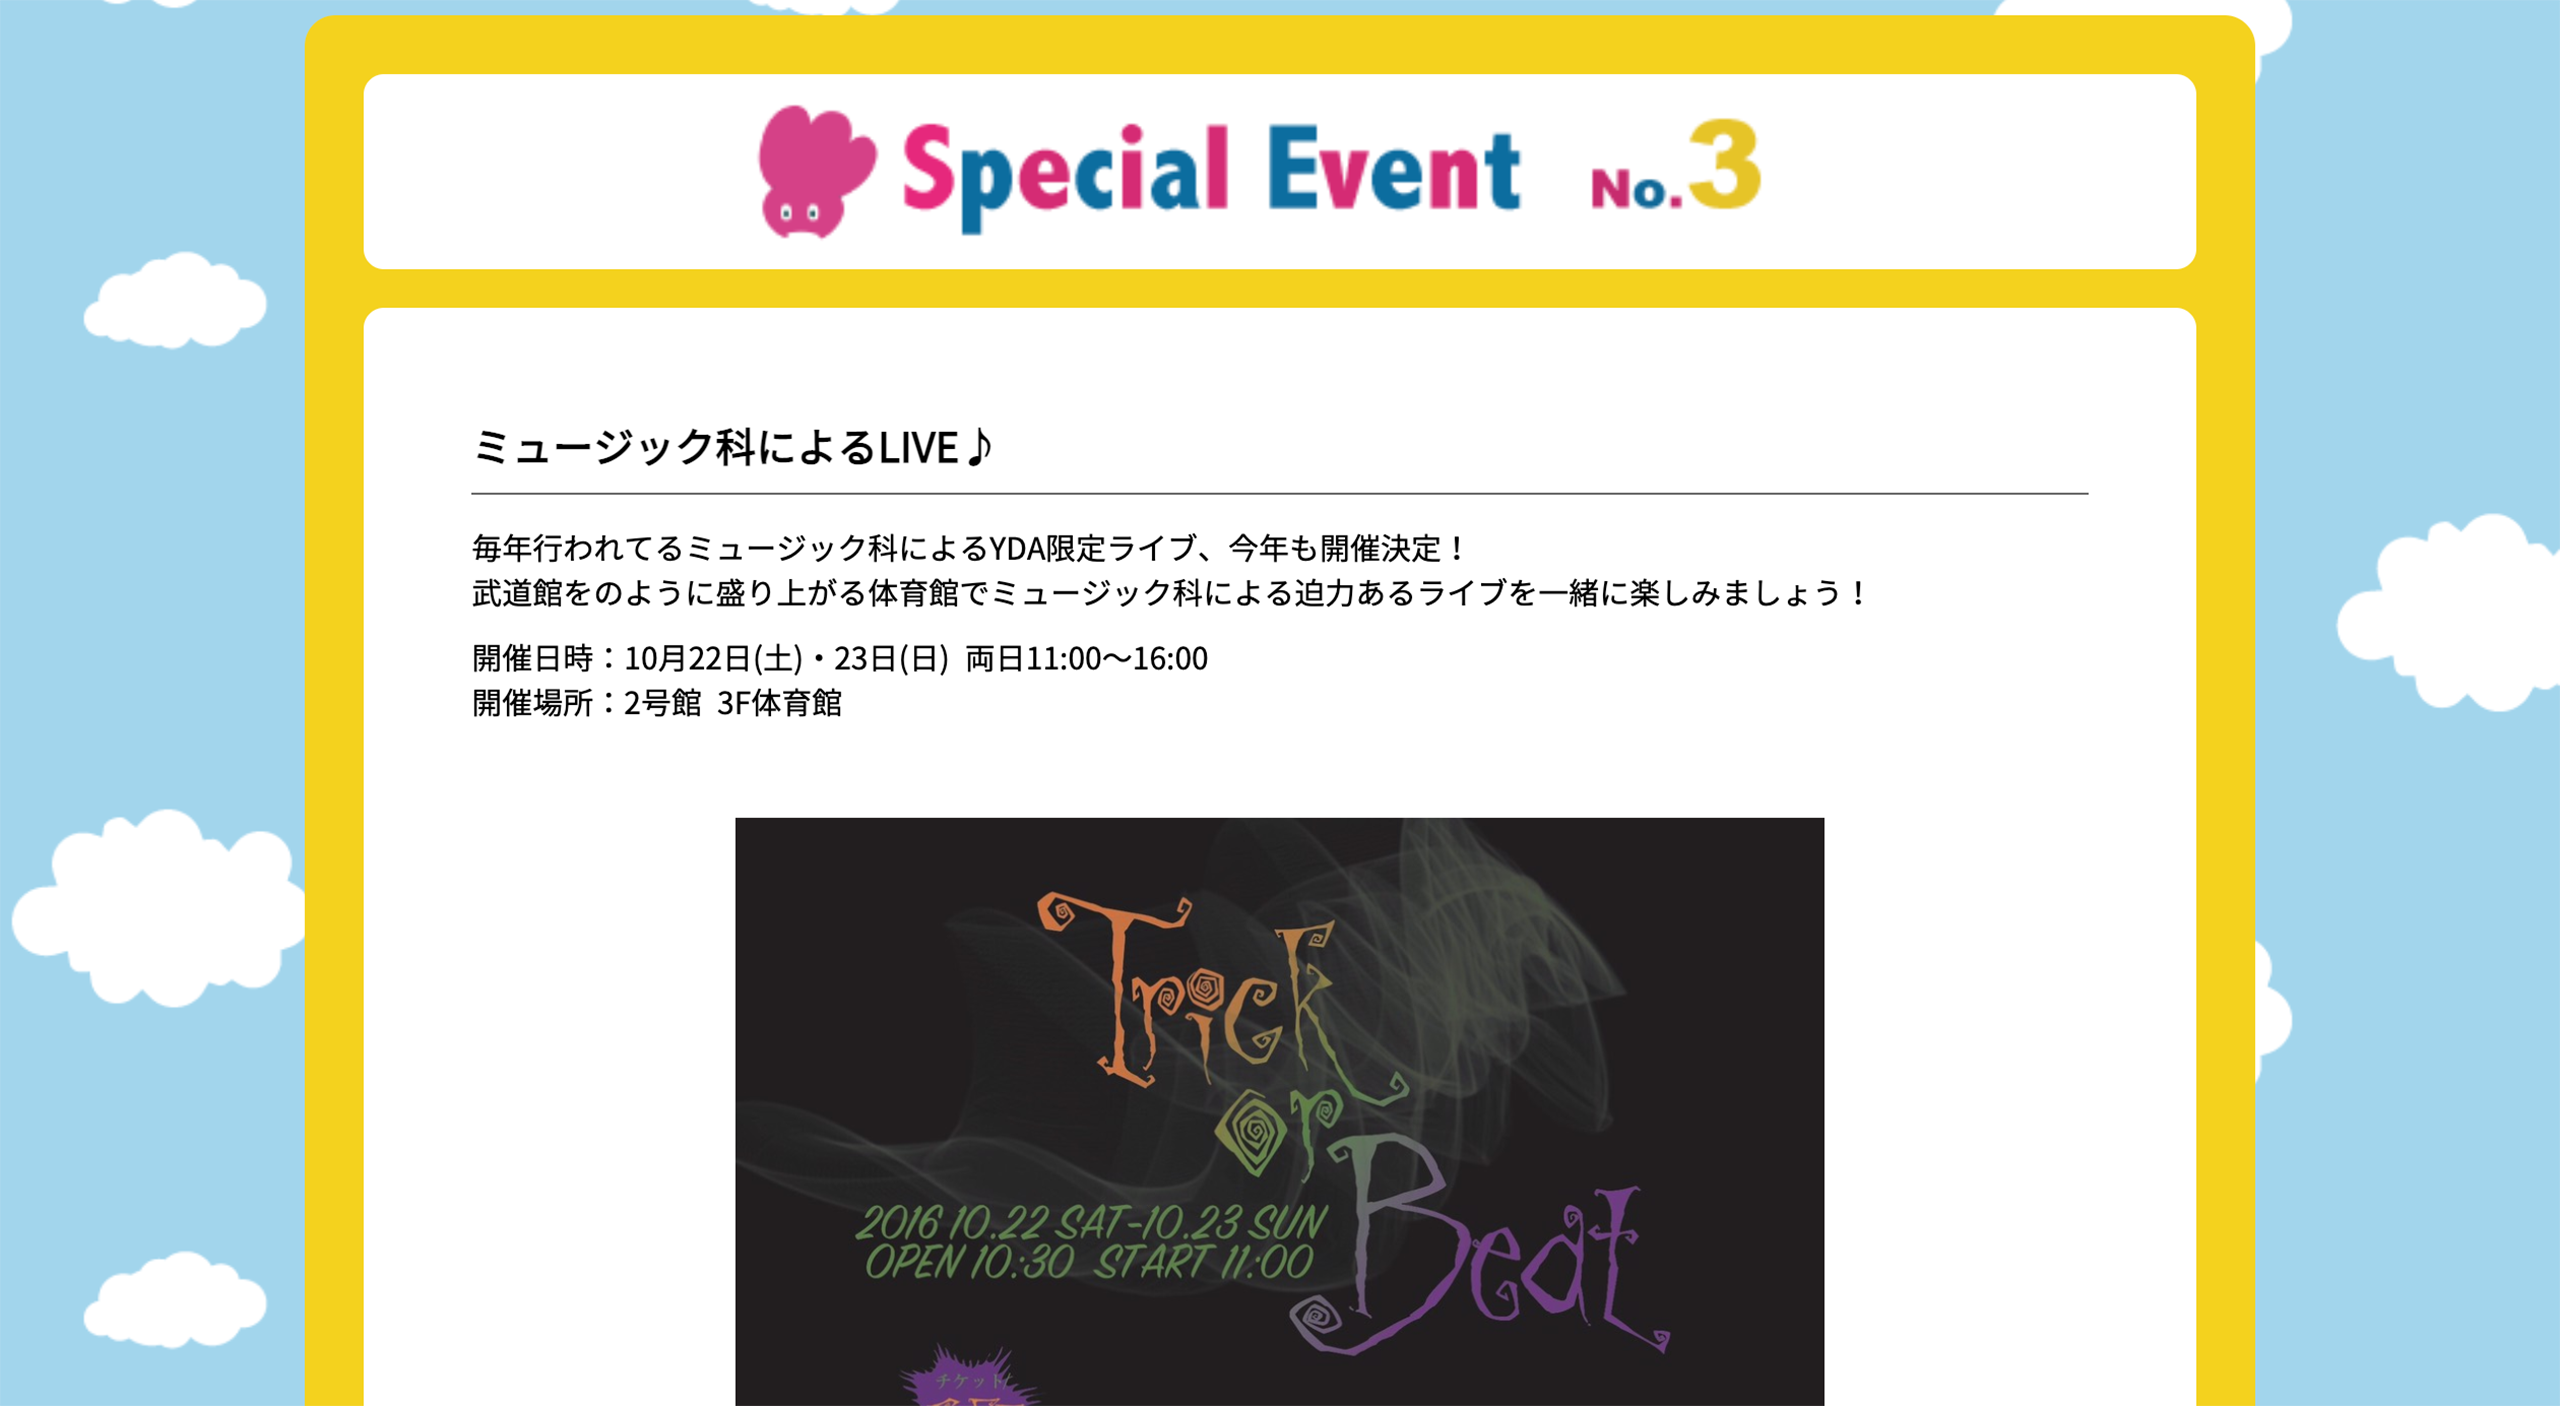 Special Event No.3
ミュージック科によるLIVE♪
毎年行われてるミュージック科によるYDA限定ライブ、今年も開催決定！
武道館をのように盛り上がる体育館でミュージック科による迫力あるライブを一緒に楽しみましょう！
開催日時：10月22日(土)・23日(日) 両日11:00〜16:00
開催場所：2号館 3F体育館
Trick
or
Beat
2016 10.22 SAT-10.23 SUN
OPEN 10:30 START 11:00
チケット